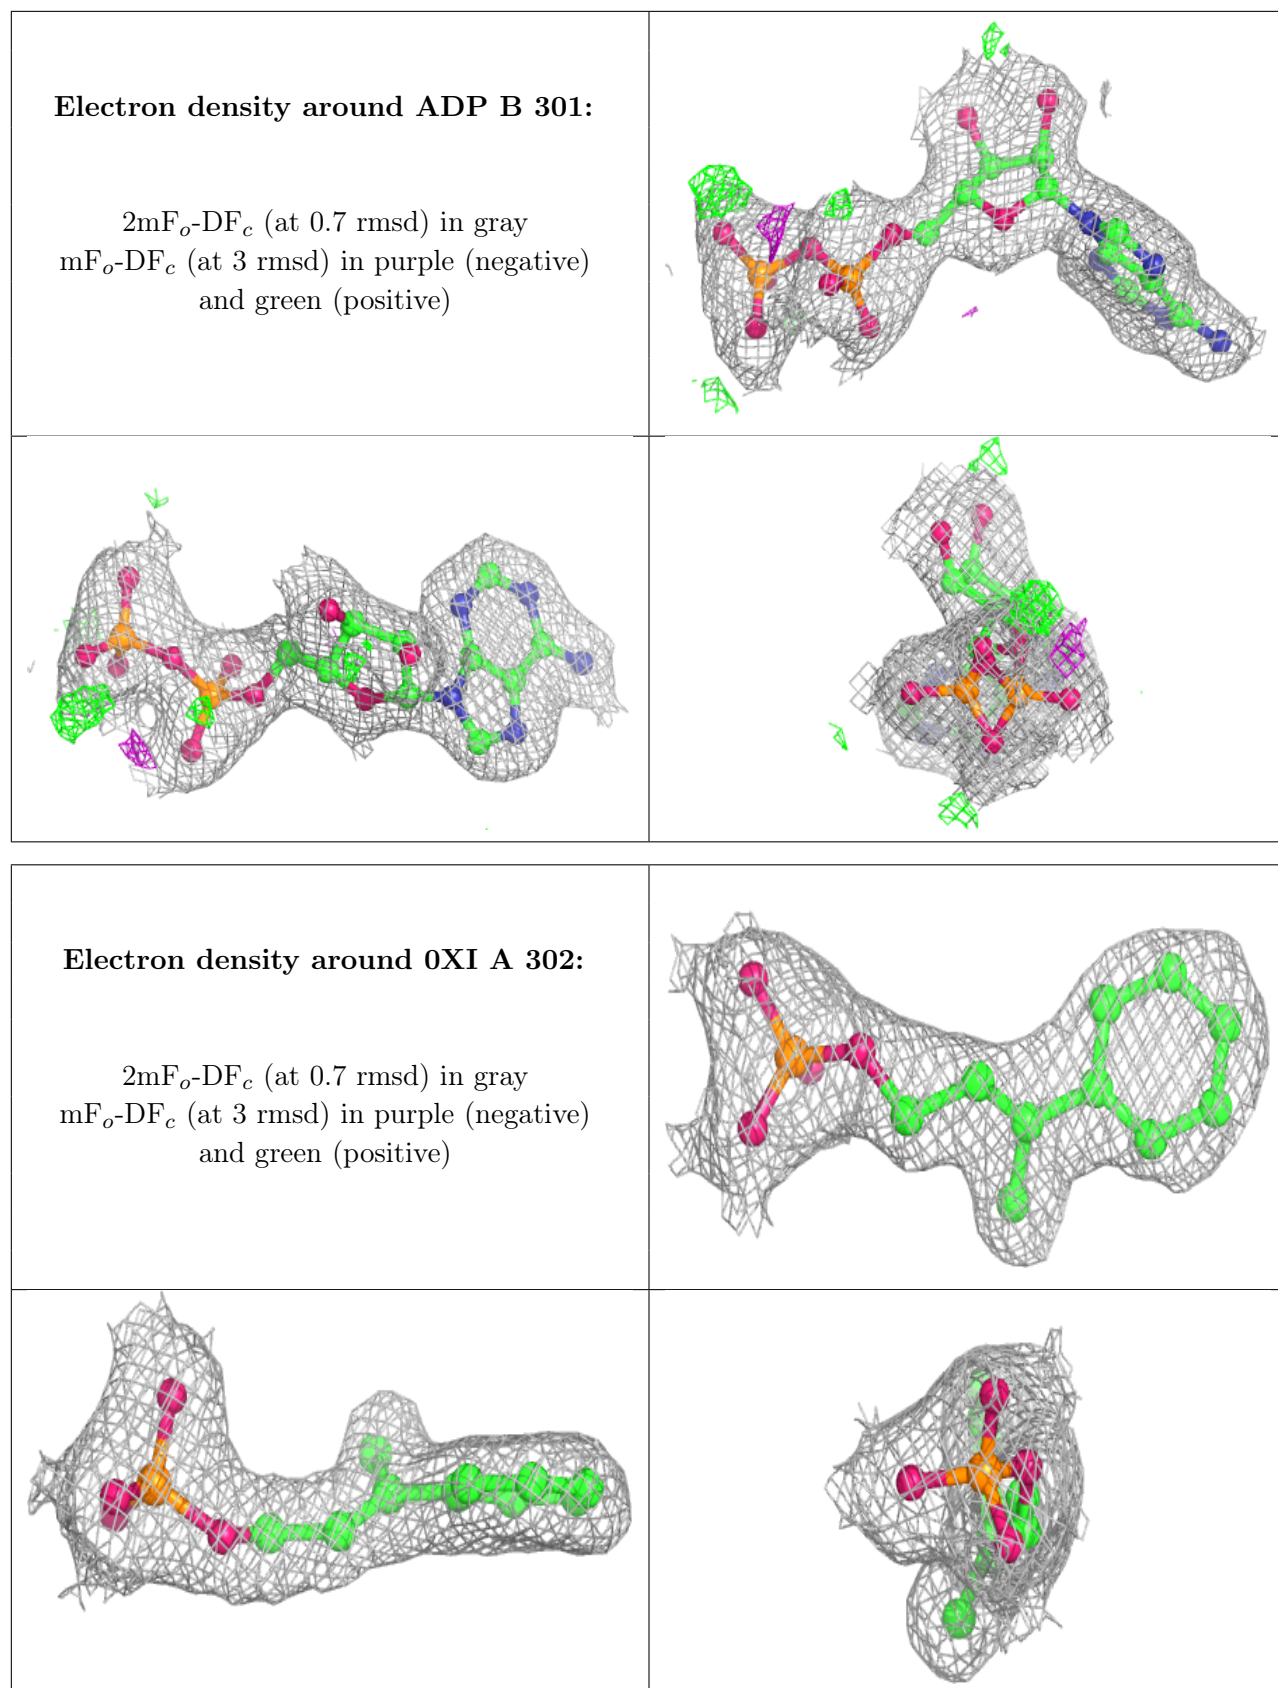 Electron density around ADP B 301:
2mFo-DFc (at 0.7 rmsd) in gray
mFo-DFc (at 3 rmsd) in purple (negative)
and green (positive)
Electron density around 0XI A 302:
2mFo-DFc (at 0.7 rmsd) in gray
mFo-DFc (at 3 rmsd) in purple (negative)
and green (positive)